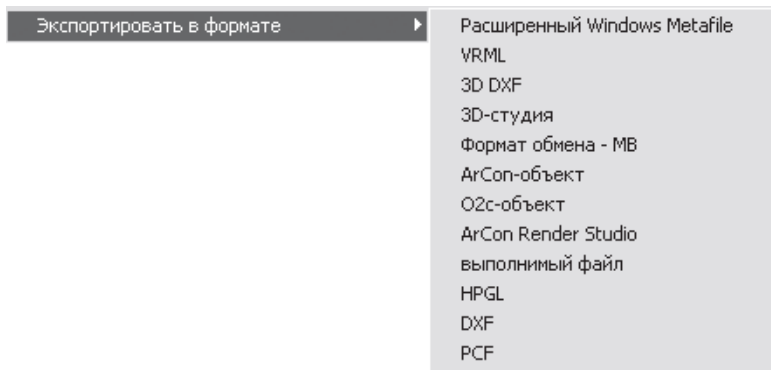 Экспортировать в формате
Расширенный Windows Metafile
VRML
3D DXF
3D-студия
Формат обмена - MB
ArCon-объект
O2c-объект
ArCon Render Studio
выполнимый файл
HPGL
DXF
PCF